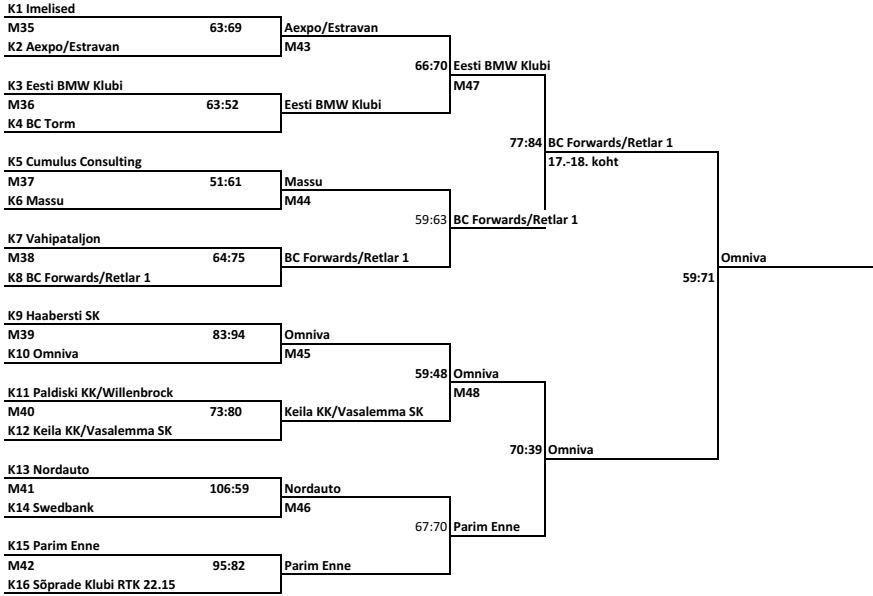 K1 Imelised
M35 63:69 Aexpo/Estravan
K2 Aexpo/Estravan M43
66:70 Eesti BMW Klubi
K3 Eesti BMW Klubi M47
M36 63:52 Eesti BMW Klubi
K4 BC Torm
77:84 BC Forwards/Retlar 1
K5 Cumulus Consulting 17.-18. koht
M37 51:61 Massu
K6 Massu M44
59:63 BC Forwards/Retlar 1
K7 Vahipataljon
M38 64:75 BC Forwards/Retlar 1 Omniva
K8 BC Forwards/Retlar 1 59:71
K9 Haabersti SK
M39 83:94 Omniva
K10 Omniva M45
59:48 Omniva
K11 Paldiski KK/Willenbrock M48
M40 73:80 Keila KK/Vasalemma SK
K12 Keila KK/Vasalemma SK
70:39 Omniva
K13 Nordauto
M41 106:59 Nordauto
K14 Swedbank M46
67:70 Parim Enne
K15 Parim Enne
M42 95:82 Parim Enne
K16 Sõprade Klubi RTK 22.15